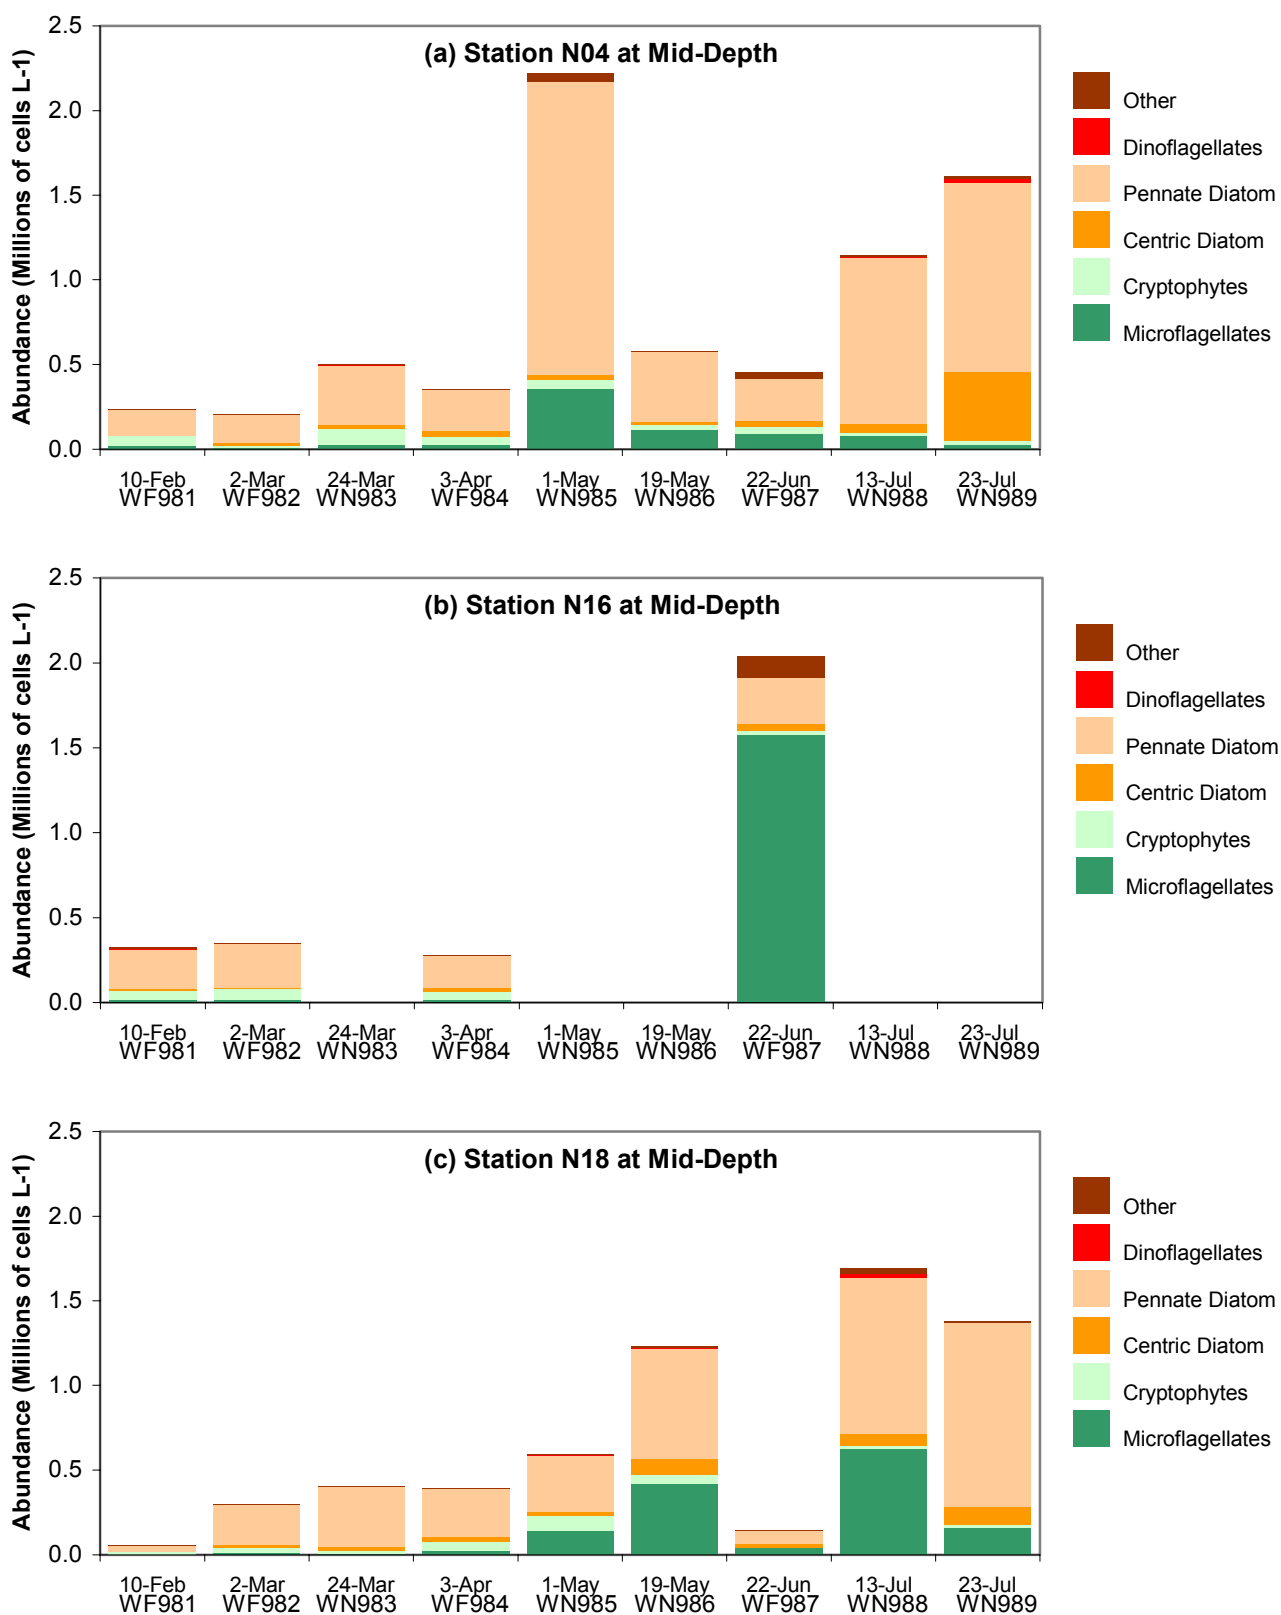 (a) Station N04 at Mid-Depth
Abundance (Millions of cells L-1)
2.5
2.0
1.5
1.0
0.5
0.0
10-Feb 2-Mar 24-Mar 3-Apr 1-May 19-May 22-Jun 13-Jul 23-Jul
WF981 WF982 WN983 WF984 WN985 WN986 WF987 WN988 WN989
Other
Dinoflagellates
Pennate Diatom
Centric Diatom
Cryptophytes
Microflagellates
(b) Station N16 at Mid-Depth
Abundance (Millions of cells L-1)
2.5
2.0
1.5
1.0
0.5
0.0
10-Feb 2-Mar 24-Mar 3-Apr 1-May 19-May 22-Jun 13-Jul 23-Jul
WF981 WF982 WN983 WF984 WN985 WN986 WF987 WN988 WN989
Other
Dinoflagellates
Pennate Diatom
Centric Diatom
Cryptophytes
Microflagellates
(c) Station N18 at Mid-Depth
Abundance (Millions of cells L-1)
2.5
2.0
1.5
1.0
0.5
0.0
10-Feb 2-Mar 24-Mar 3-Apr 1-May 19-May 22-Jun 13-Jul 23-Jul
WF981 WF982 WN983 WF984 WN985 WN986 WF987 WN988 WN989
Other
Dinoflagellates
Pennate Diatom
Centric Diatom
Cryptophytes
Microflagellates